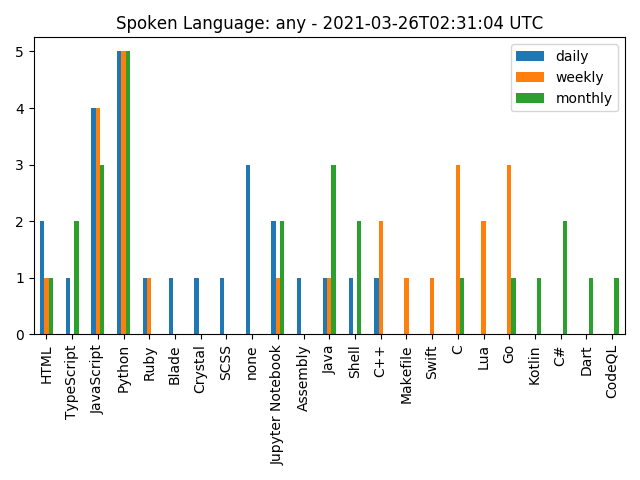 Spoken Language: any - 2021-03-26T02:31:04 UTC
daily
weekly
monthly
5
4
3
2
1
0
HTML
TypeScript
JavaScript
Python
Ruby
Blade
Crystal
SCSS
none
Jupyter Notebook
Assembly
Java
Shell
C++
Makefile
Swift
C
Lua
Go
Kotlin
C#
Dart
CodeQL